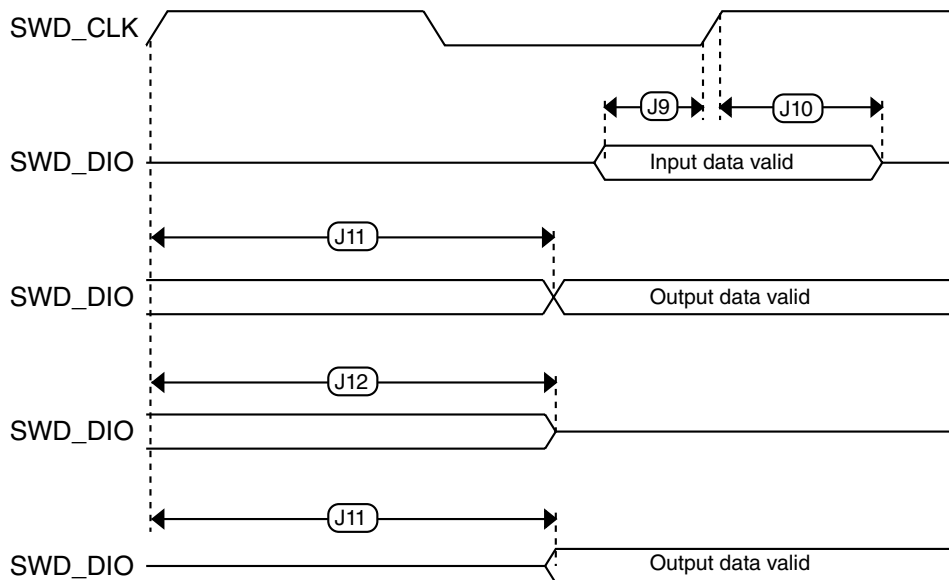 SWD_CLK
J9
J10
SWD_DIO
Input data valid
J11
SWD_DIO
Output data valid
J12
SWD_DIO
J11
SWD_DIO
Output data valid